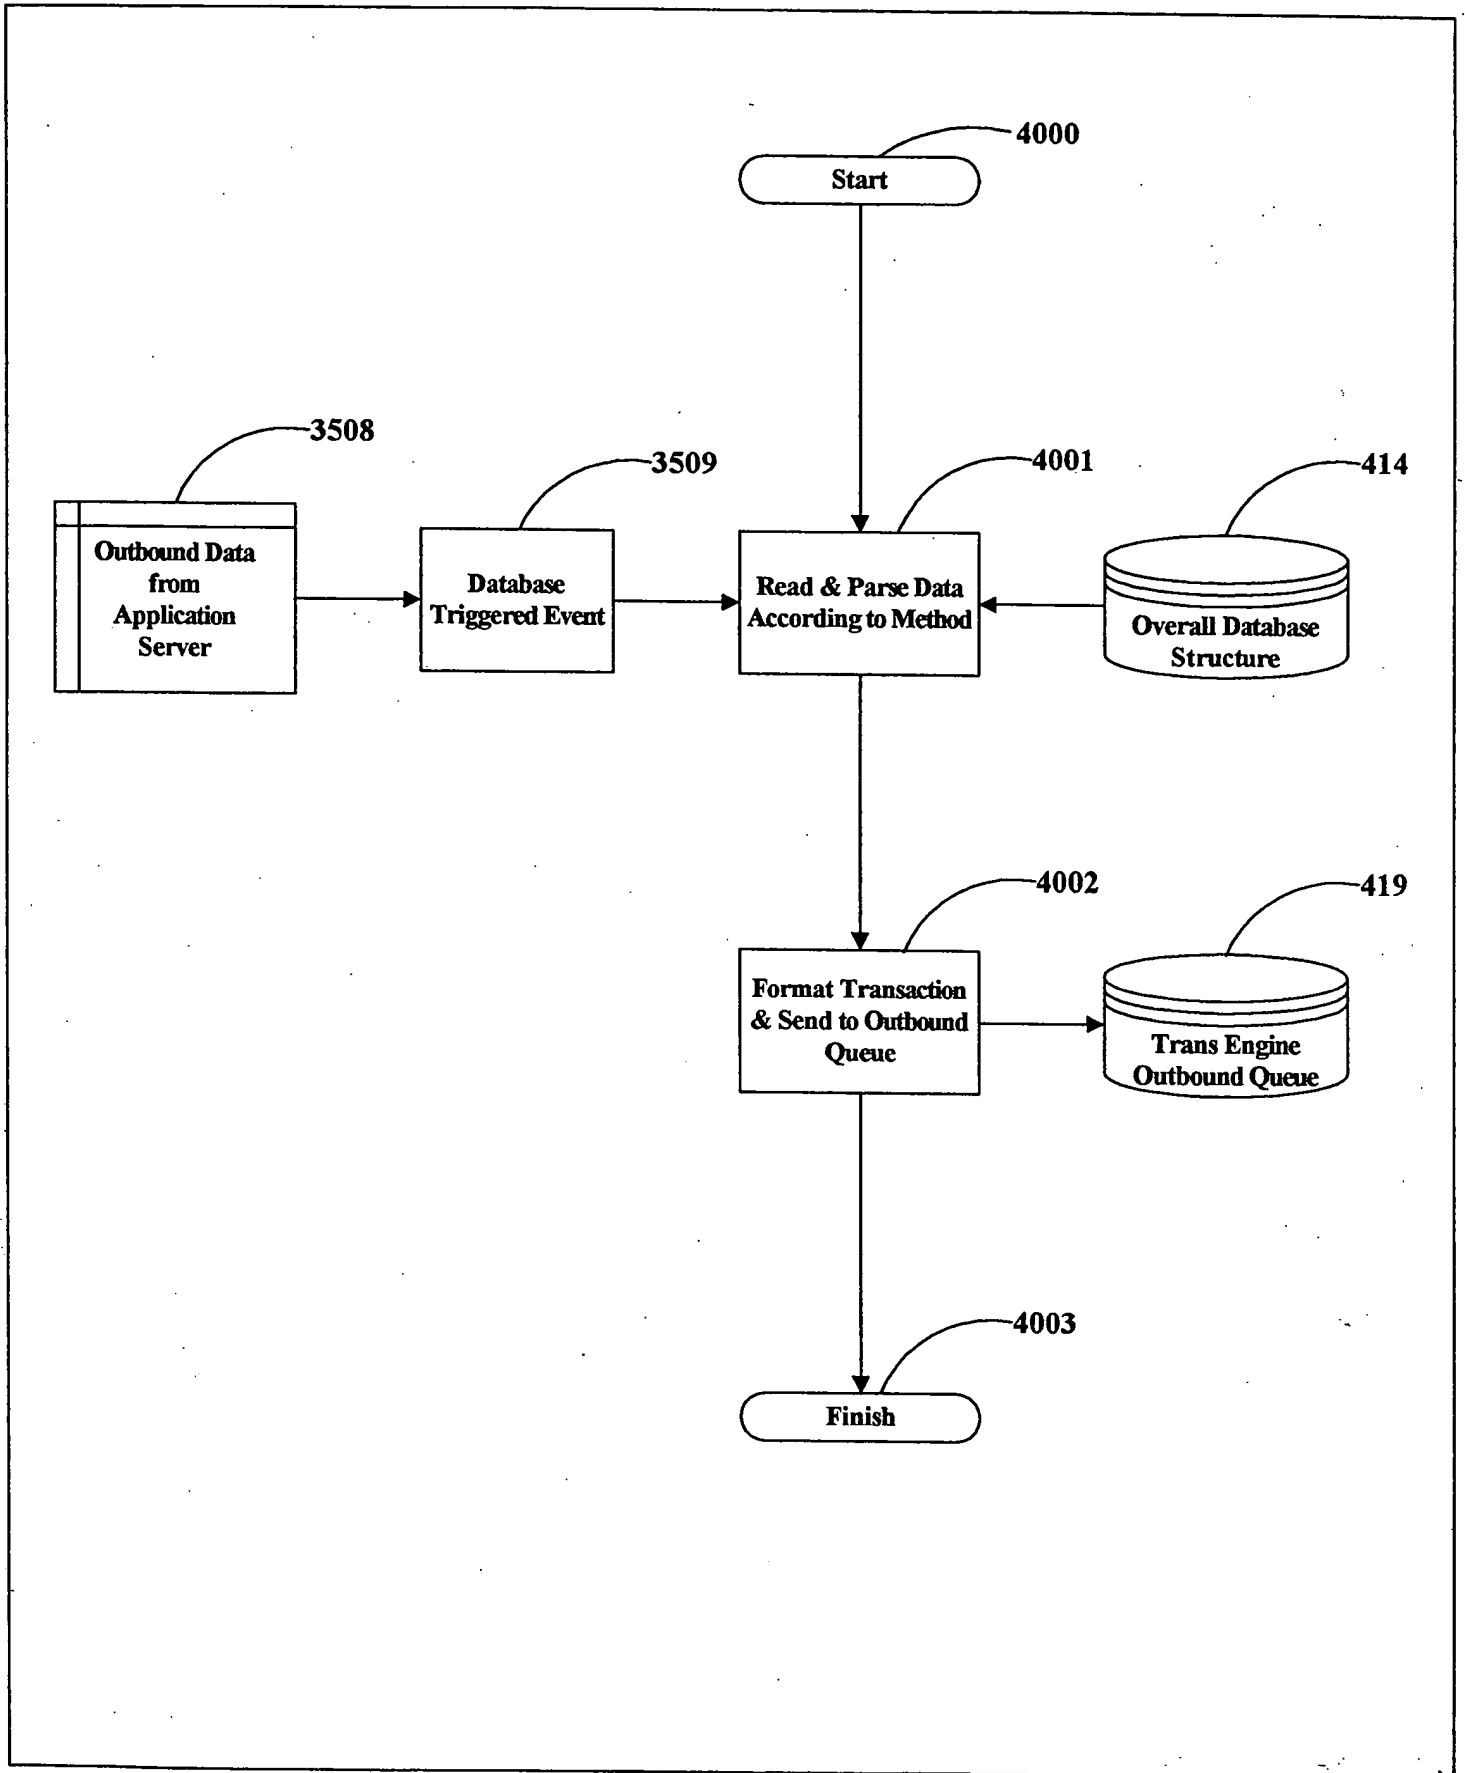 4000
Start
3508
3509
4001
414
Outbound Data
from
Application
Server
Database
Triggered Event
Read & Parse Data
According to Method
Overall Database
Structure
4002
419
Format Transaction
& Send to Outbound
Queue
Trans Engine
Outbound Queue
4003
Finish